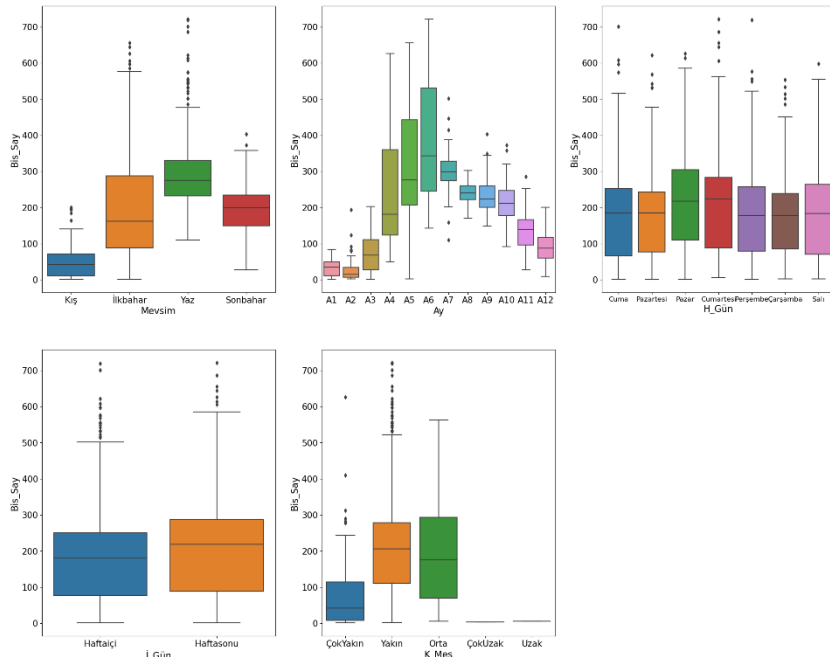 Bis_Say
700
600
500
400
300
200
100
0
Kış İlkbahar Yaz Sonbahar
Mevsim
Bis_Say
700
600
500
400
300
200
100
0
A1 A2 A3 A4 A5 A6 A7 A8 A9 A10 A11 A12
Ay
Bis_Say
700
600
500
400
300
200
100
0
Cuma Pazartesi Pazar Cumartesi Perşembe Çarşamba Salı
H_Gün
Bis_Say
700
600
500
400
300
200
100
0
Haftaiçi Haftasonu
İ_Gün
Bis_Say
700
600
500
400
300
200
100
0
ÇokYakın Yakın Orta ÇokUzak Uzak
K_Mes